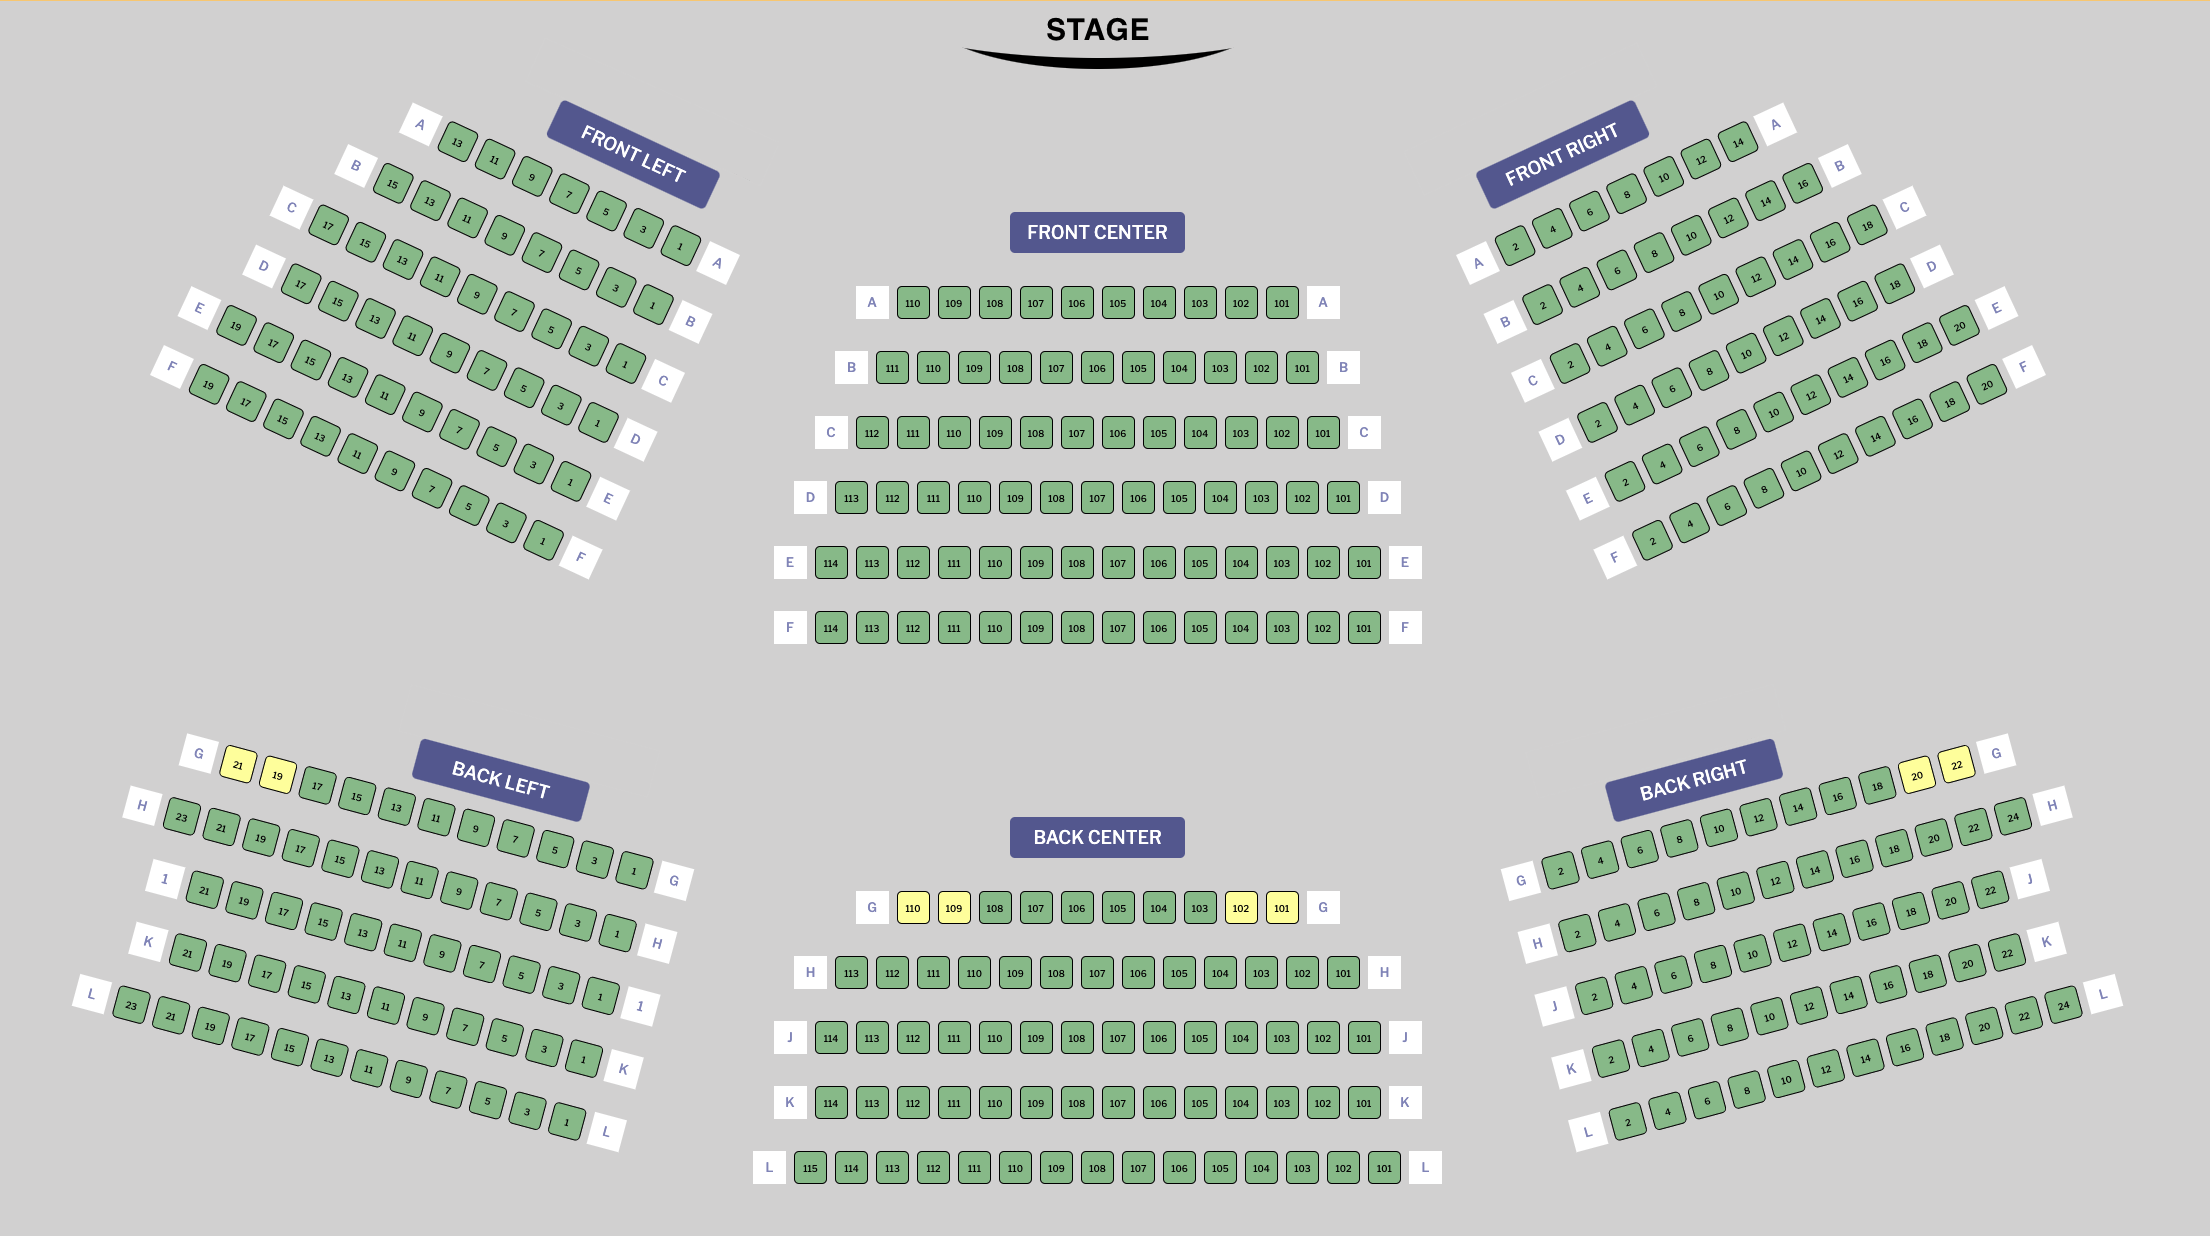 STAGE
FRONT LEFT
A 13 11 9 7 5 3 1 A
B 15 13 11 9 7 5 3 1 B
C 17 15 13 11 9 7 5 3 1 C
D 17 15 13 11 9 7 5 3 1 D
E 19 17 15 13 11 9 7 5 3 1 E
F 19 17 15 13 11 9 7 5 3 1 F
FRONT CENTER
A 110 109 108 107 106 105 104 103 102 101 A
B 111 110 109 108 107 106 105 104 103 102 101 B
C 112 111 110 109 108 107 106 105 104 103 102 101 C
D 113 112 111 110 109 108 107 106 105 104 103 102 101 D
E 114 113 112 111 110 109 108 107 106 105 104 103 102 101 E
F 114 113 112 111 110 109 108 107 106 105 104 103 102 101 F
FRONT RIGHT
A 2 4 6 8 10 12 14 A
B 2 4 6 8 10 12 14 16 B
C 2 4 6 8 10 12 14 16 18 C
D 2 4 6 8 10 12 14 16 18 D
E 2 4 6 8 10 12 14 16 18 20 E
F 2 4 6 8 10 12 14 16 18 20 F
BACK LEFT
G 21 19 17 15 13 11 9 7 5 3 1 G
H 23 21 19 17 15 13 11 9 7 5 3 1 H
1 21 19 17 15 13 11 9 7 5 3 1 1
K 21 19 17 15 13 11 9 7 5 3 1 K
L 23 21 19 17 15 13 11 9 7 5 3 1 L
BACK CENTER
G 110 109 108 107 106 105 104 103 102 101 G
H 113 112 111 110 109 108 107 106 105 104 103 102 101 H
J 114 113 112 111 110 109 108 107 106 105 104 103 102 101 J
K 114 113 112 111 110 109 108 107 106 105 104 103 102 101 K
L 115 114 113 112 111 110 109 108 107 106 105 104 103 102 101 L
BACK RIGHT
G 2 4 6 8 10 12 14 16 18 20 22 G
H 2 4 6 8 10 12 14 16 18 20 22 24 H
J 2 4 6 8 10 12 14 16 18 20 22 J
K 2 4 6 8 10 12 14 16 18 20 22 K
L 2 4 6 8 10 12 14 16 18 20 22 24 L